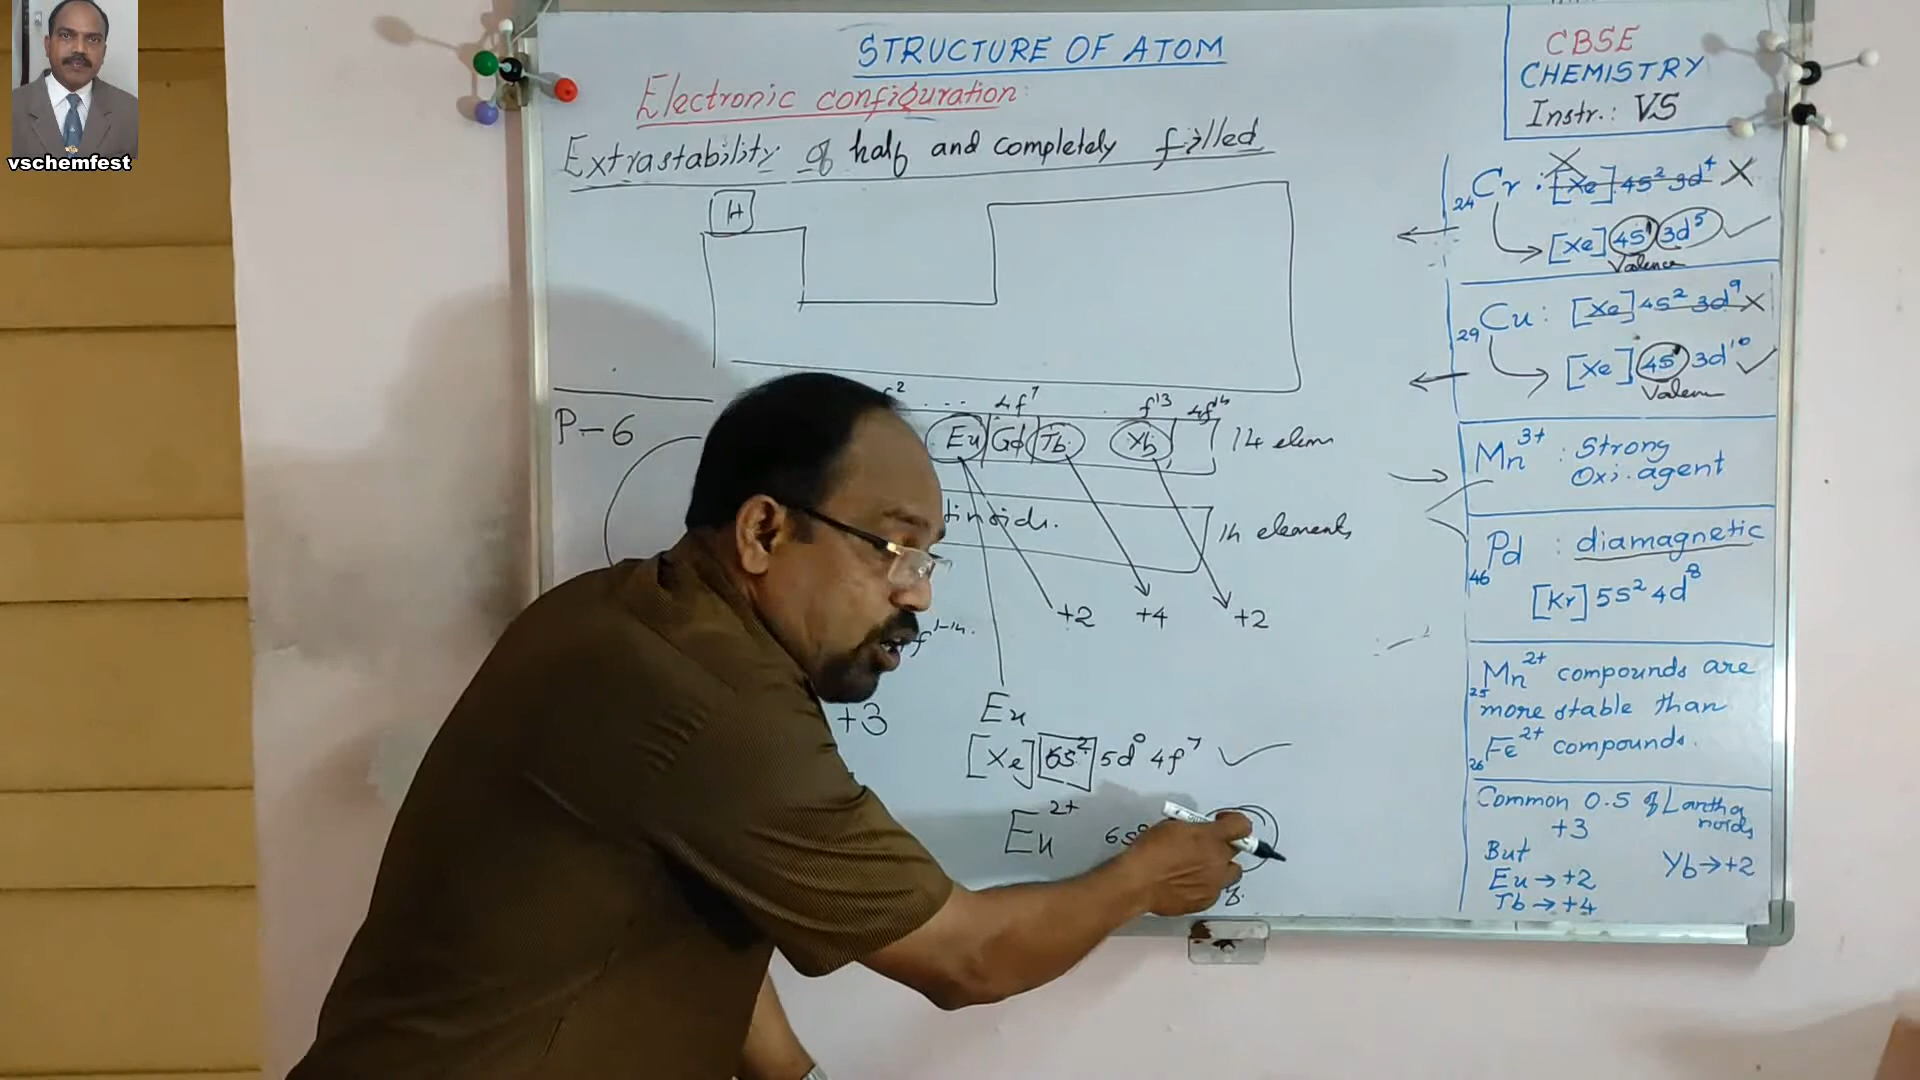 vschemfest
STRUCTURE OF ATOM
Electronic configuration
Extrastability of half and completely filled
H
P-6
4f⁷ f¹³ 4f¹⁴
Eu Gd Tb Yb 14 elem
14 elements
+2 +4 +2
+3
Eu
[Xe] 6s² 5d⁰ 4f⁷
Eu²⁺
CBSE
CHEMISTRY
Instr.: VS
₂₄Cr : [Xe] 4s² 3d⁴ X
[Xe] 4s¹ 3d⁵
Valence
₂₉Cu : [Xe] 4s² 3d⁹ X
[Xe] 4s¹ 3d¹⁰
Mn³⁺ : Strong
Oxi. agent
₄₆Pd : diamagnetic
[Kr] 5s² 4d⁸
₂₅Mn²⁺ compounds are
more stable than
₂₆Fe²⁺ compounds.
Common O.S of Lantha
noids
+3
But
Eu → +2 Yb → +2
Tb → +4